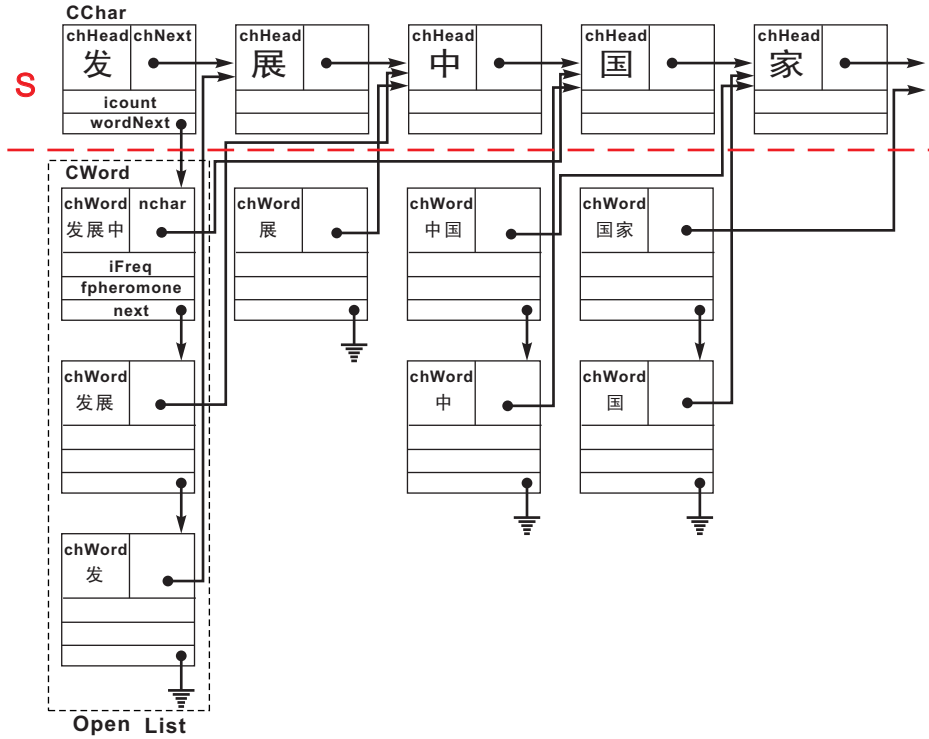 CChar
chHead chNext
发
chHead
展
chHead
中
chHead
国
chHead
家
S
icount
wordNext
CWord
chWord nchar
发展中
iFreq
fpheromone
next
chWord
展
chWord
中国
chWord
国家
chWord
发展
chWord
中
chWord
国
chWord
发
Open List